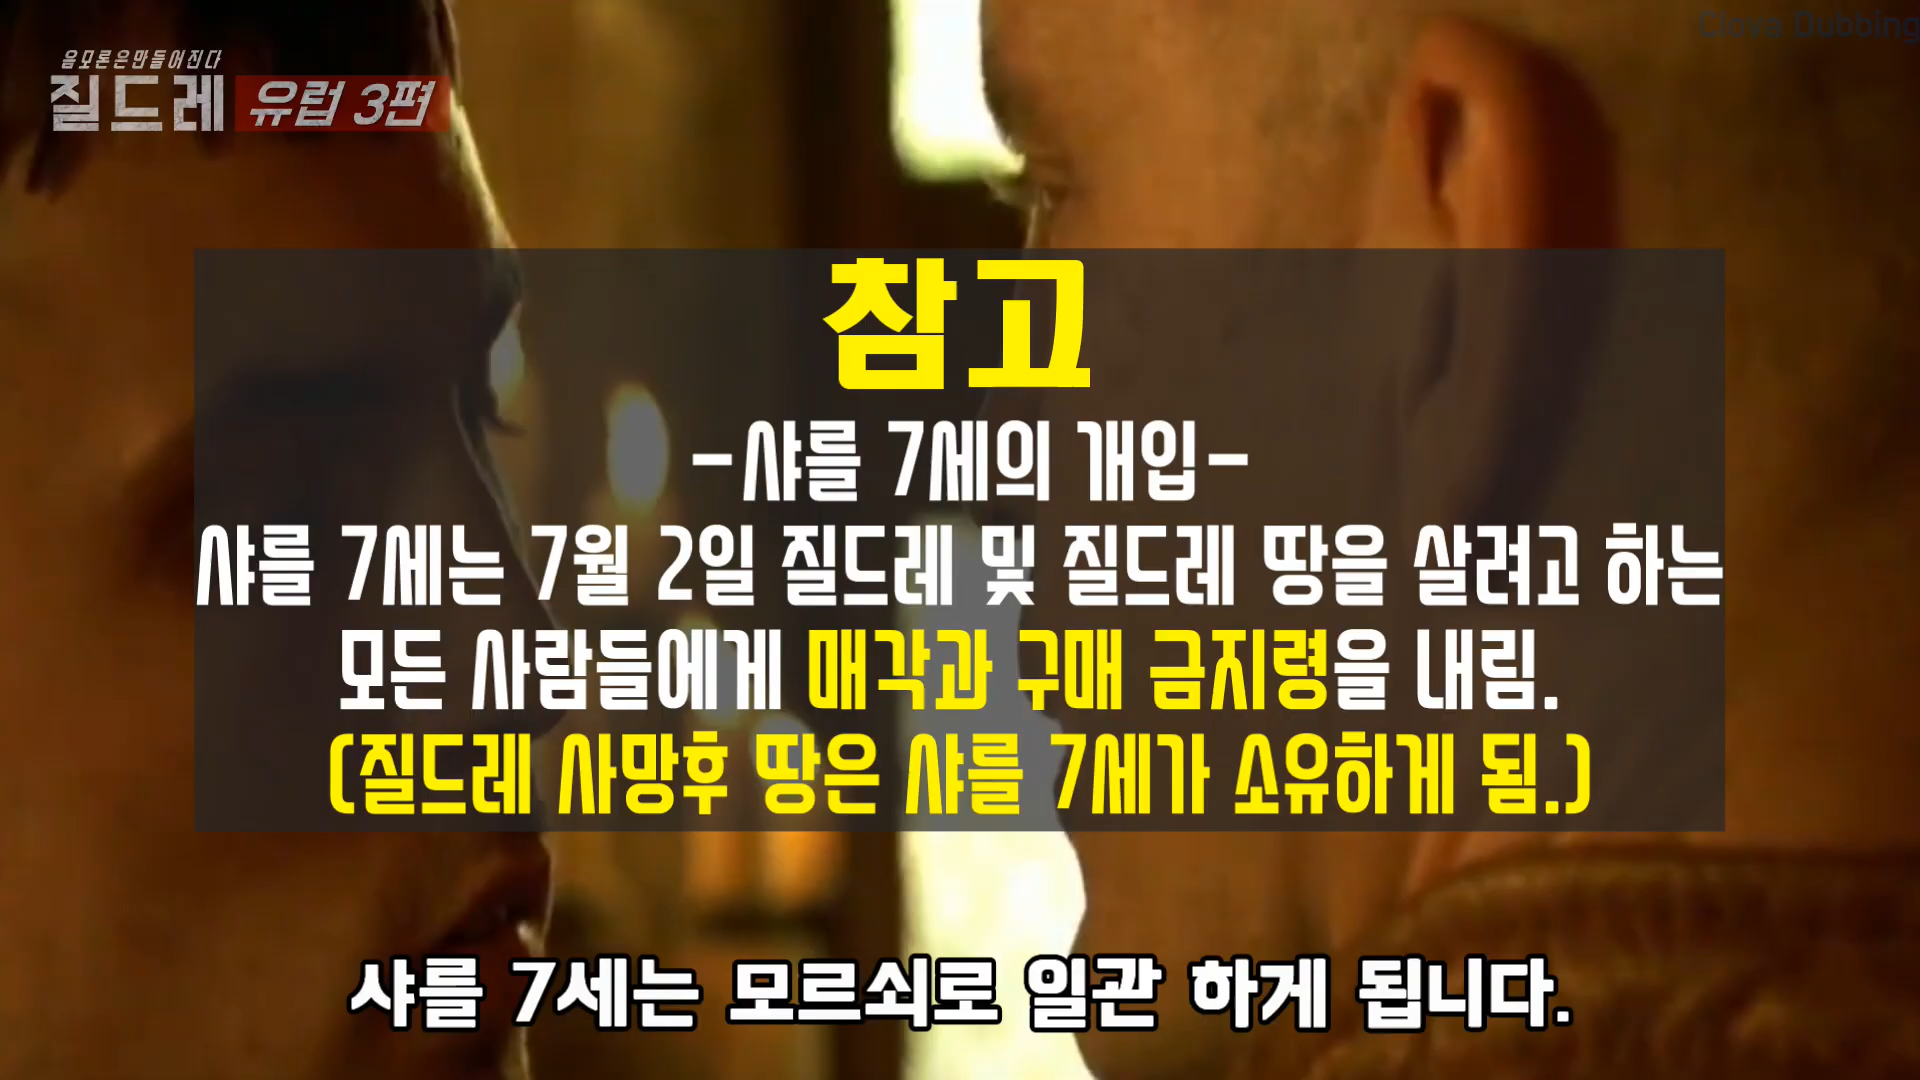 음모론은만들어진다
질드레 유럽 3편
Clova Dubbing
참고
-샤를 7세의 개입-
샤를 7세는 7월 2일 질드레 및 질드레 땅을 살려고 하는
모든 사람들에게 매각과 구매 금지령을 내림.
(질드레 사망후 땅은 샤를 7세가 소유하게 됨.)
샤를 7세는 모르쇠로 일관 하게 됩니다.